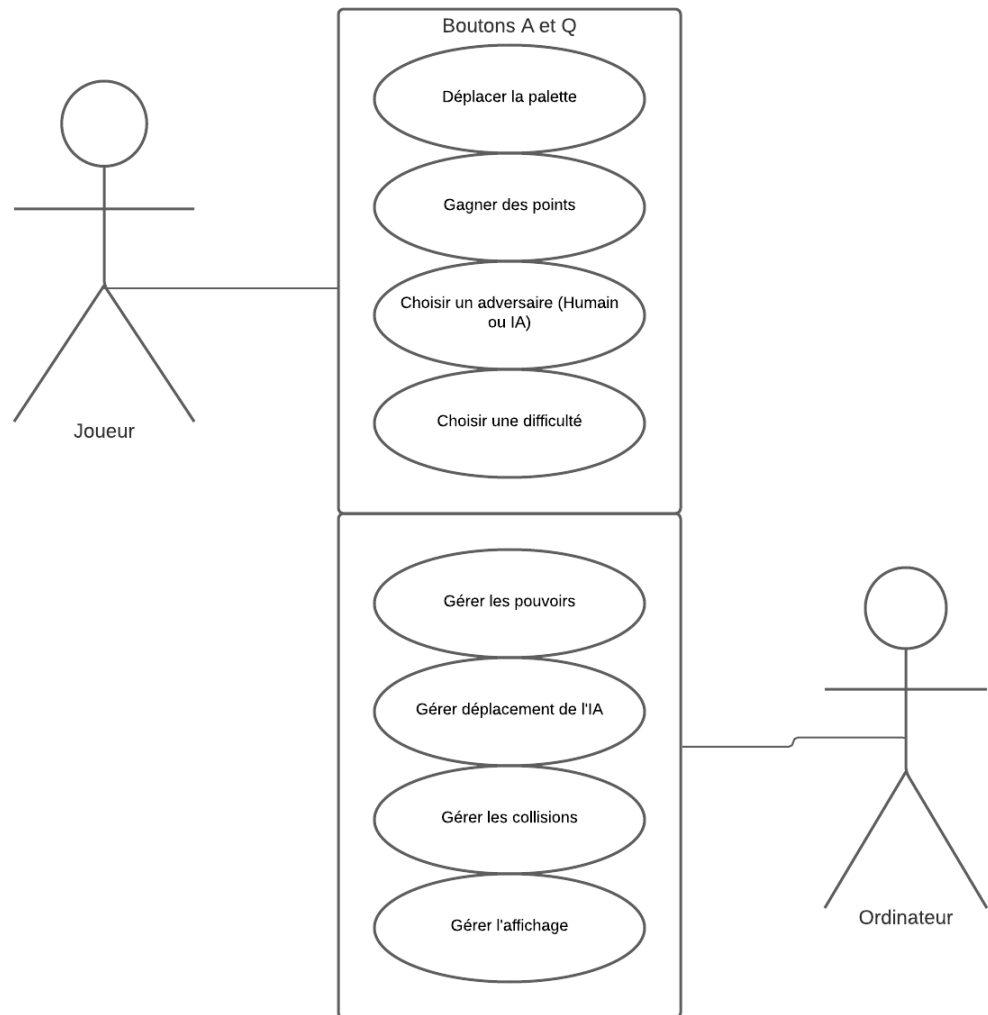 Boutons A et Q
Déplacer la palette
Gagner des points
Choisir un adversaire (Humain
ou IA)
Choisir une difficulté
Joueur
Gérer les pouvoirs
Gérer déplacement de l'IA
Gérer les collisions
Gérer l'affichage
Ordinateur